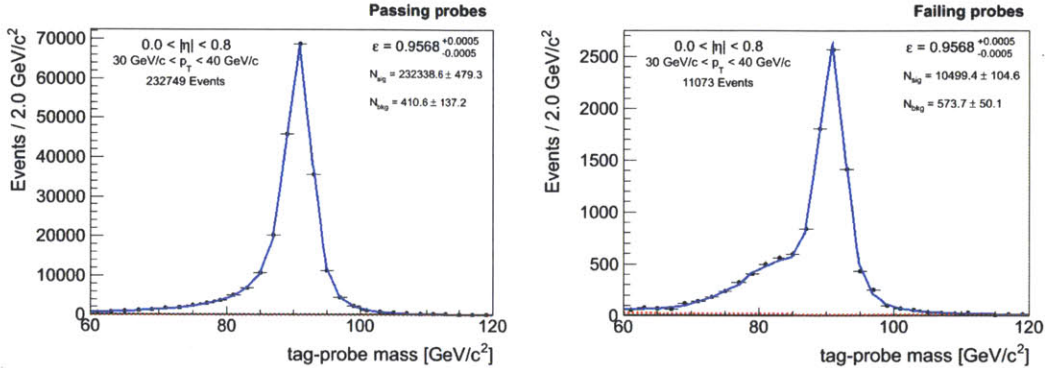 Passing probes
Events / 2.0 GeV/c²
70000
60000
50000
40000
30000
20000
10000
0
0.0 < |η| < 0.8
30 GeV/c < p_T < 40 GeV/c
232749 Events
ε = 0.9568 +0.0005 -0.0005
N_sig = 232338.6 ± 479.3
N_bkg = 410.6 ± 137.2
60 80 100 120
tag-probe mass [GeV/c²]
Failing probes
Events / 2.0 GeV/c²
2500
2000
1500
1000
500
0
0.0 < |η| < 0.8
30 GeV/c < p_T < 40 GeV/c
11073 Events
ε = 0.9568 +0.0005 -0.0005
N_sig = 10499.4 ± 104.6
N_bkg = 573.7 ± 50.1
60 80 100 120
tag-probe mass [GeV/c²]